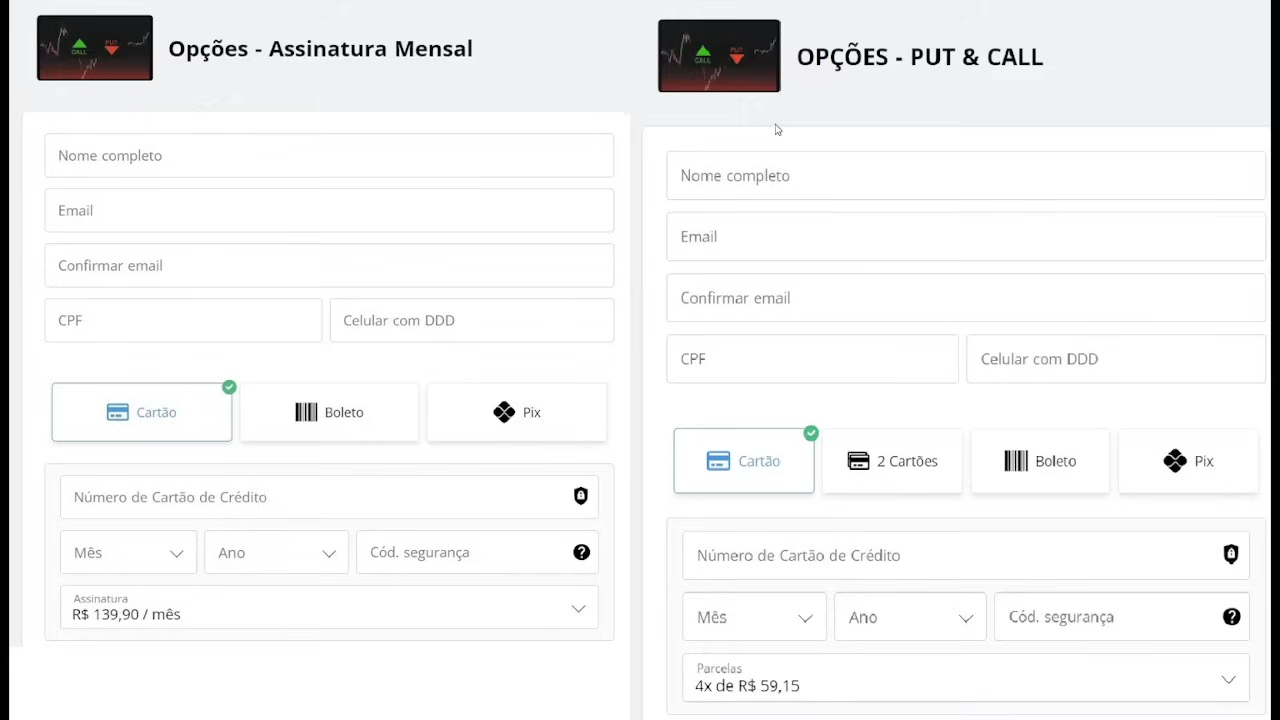 Opções - Assinatura Mensal
CALL
PUT
Nome completo
Email
Confirmar email
CPF
Celular com DDD
Cartão
Boleto
Pix
Número de Cartão de Crédito
Mês
Ano
Cód. segurança
Assinatura
R$ 139,90 / mês
OPÇÕES - PUT & CALL
CALL
PUT
Nome completo
Email
Confirmar email
CPF
Celular com DDD
Cartão
2 Cartões
Boleto
Pix
Número de Cartão de Crédito
Mês
Ano
Cód. segurança
Parcelas
4x de R$ 59,15